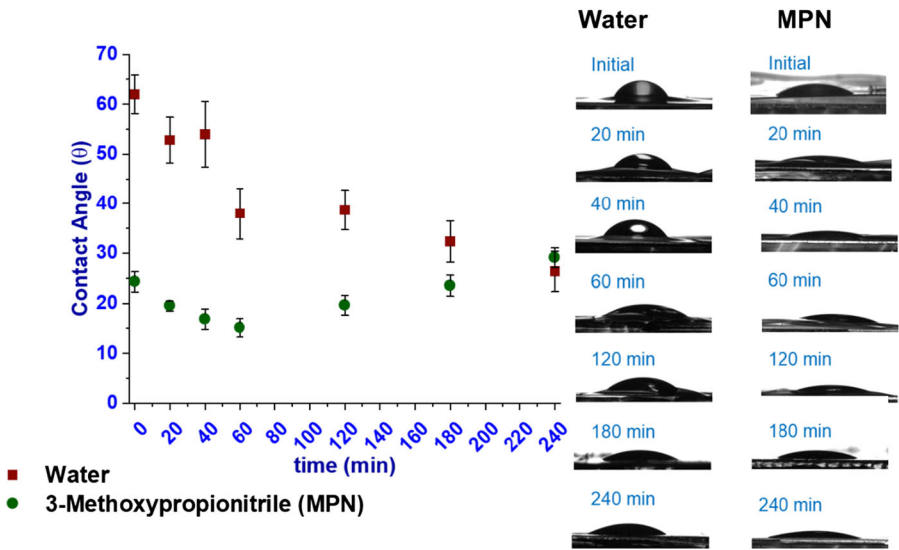 Water
MPN
70
60
50
40
30
20
10
0
Contact Angle (θ)
0 20 40 60 80 100 120 140 160 180 200 220 240
time (min)
Water
3-Methoxypropionitrile (MPN)
Initial
Initial
20 min
20 min
40 min
40 min
60 min
60 min
120 min
120 min
180 min
180 min
240 min
240 min